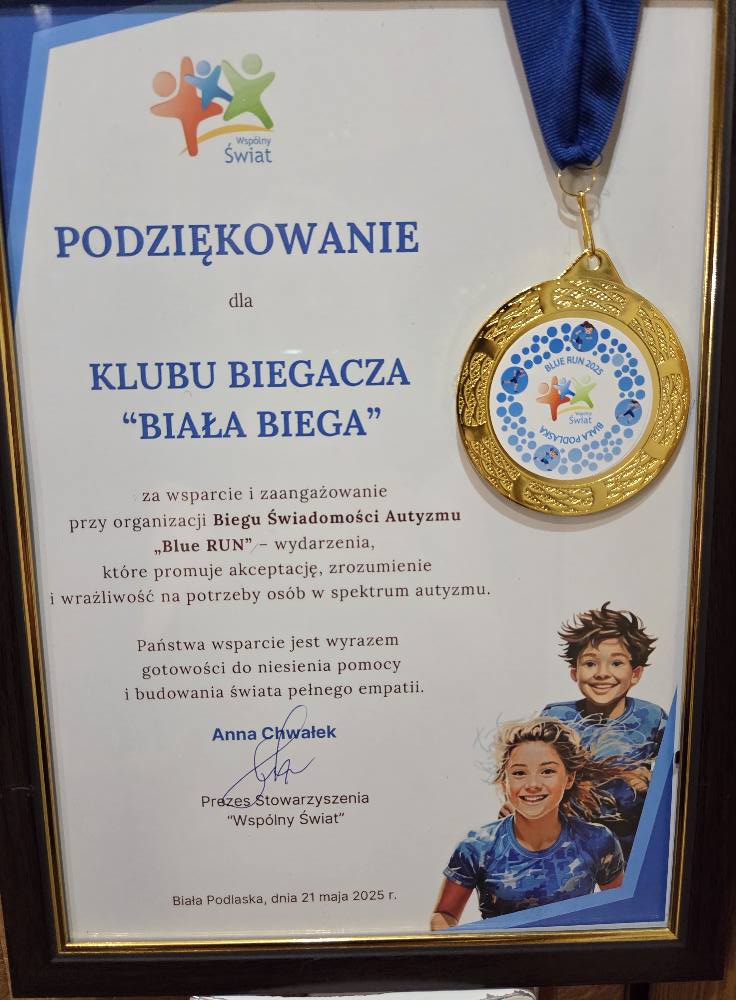 Wspólny
Świat
PODZIĘKOWANIE
dla
KLUBU BIEGACZA
“BIAŁA BIEGA”
za wsparcie i zaangażowanie
przy organizacji Biegu Świadomości Autyzmu
„Blue RUN” – wydarzenia,
które promuje akceptację, zrozumienie
i wrażliwość na potrzeby osób w spektrum autyzmu.
Państwa wsparcie jest wyrazem
gotowości do niesienia pomocy
i budowania świata pełnego empatii.
Anna Chwałek
Prezes Stowarzyszenia
“Wspólny Świat”
Biała Podlaska, dnia 21 maja 2025 r.
BLUE RUN 2025
Wspólny
Świat
BIAŁA PODLASKA